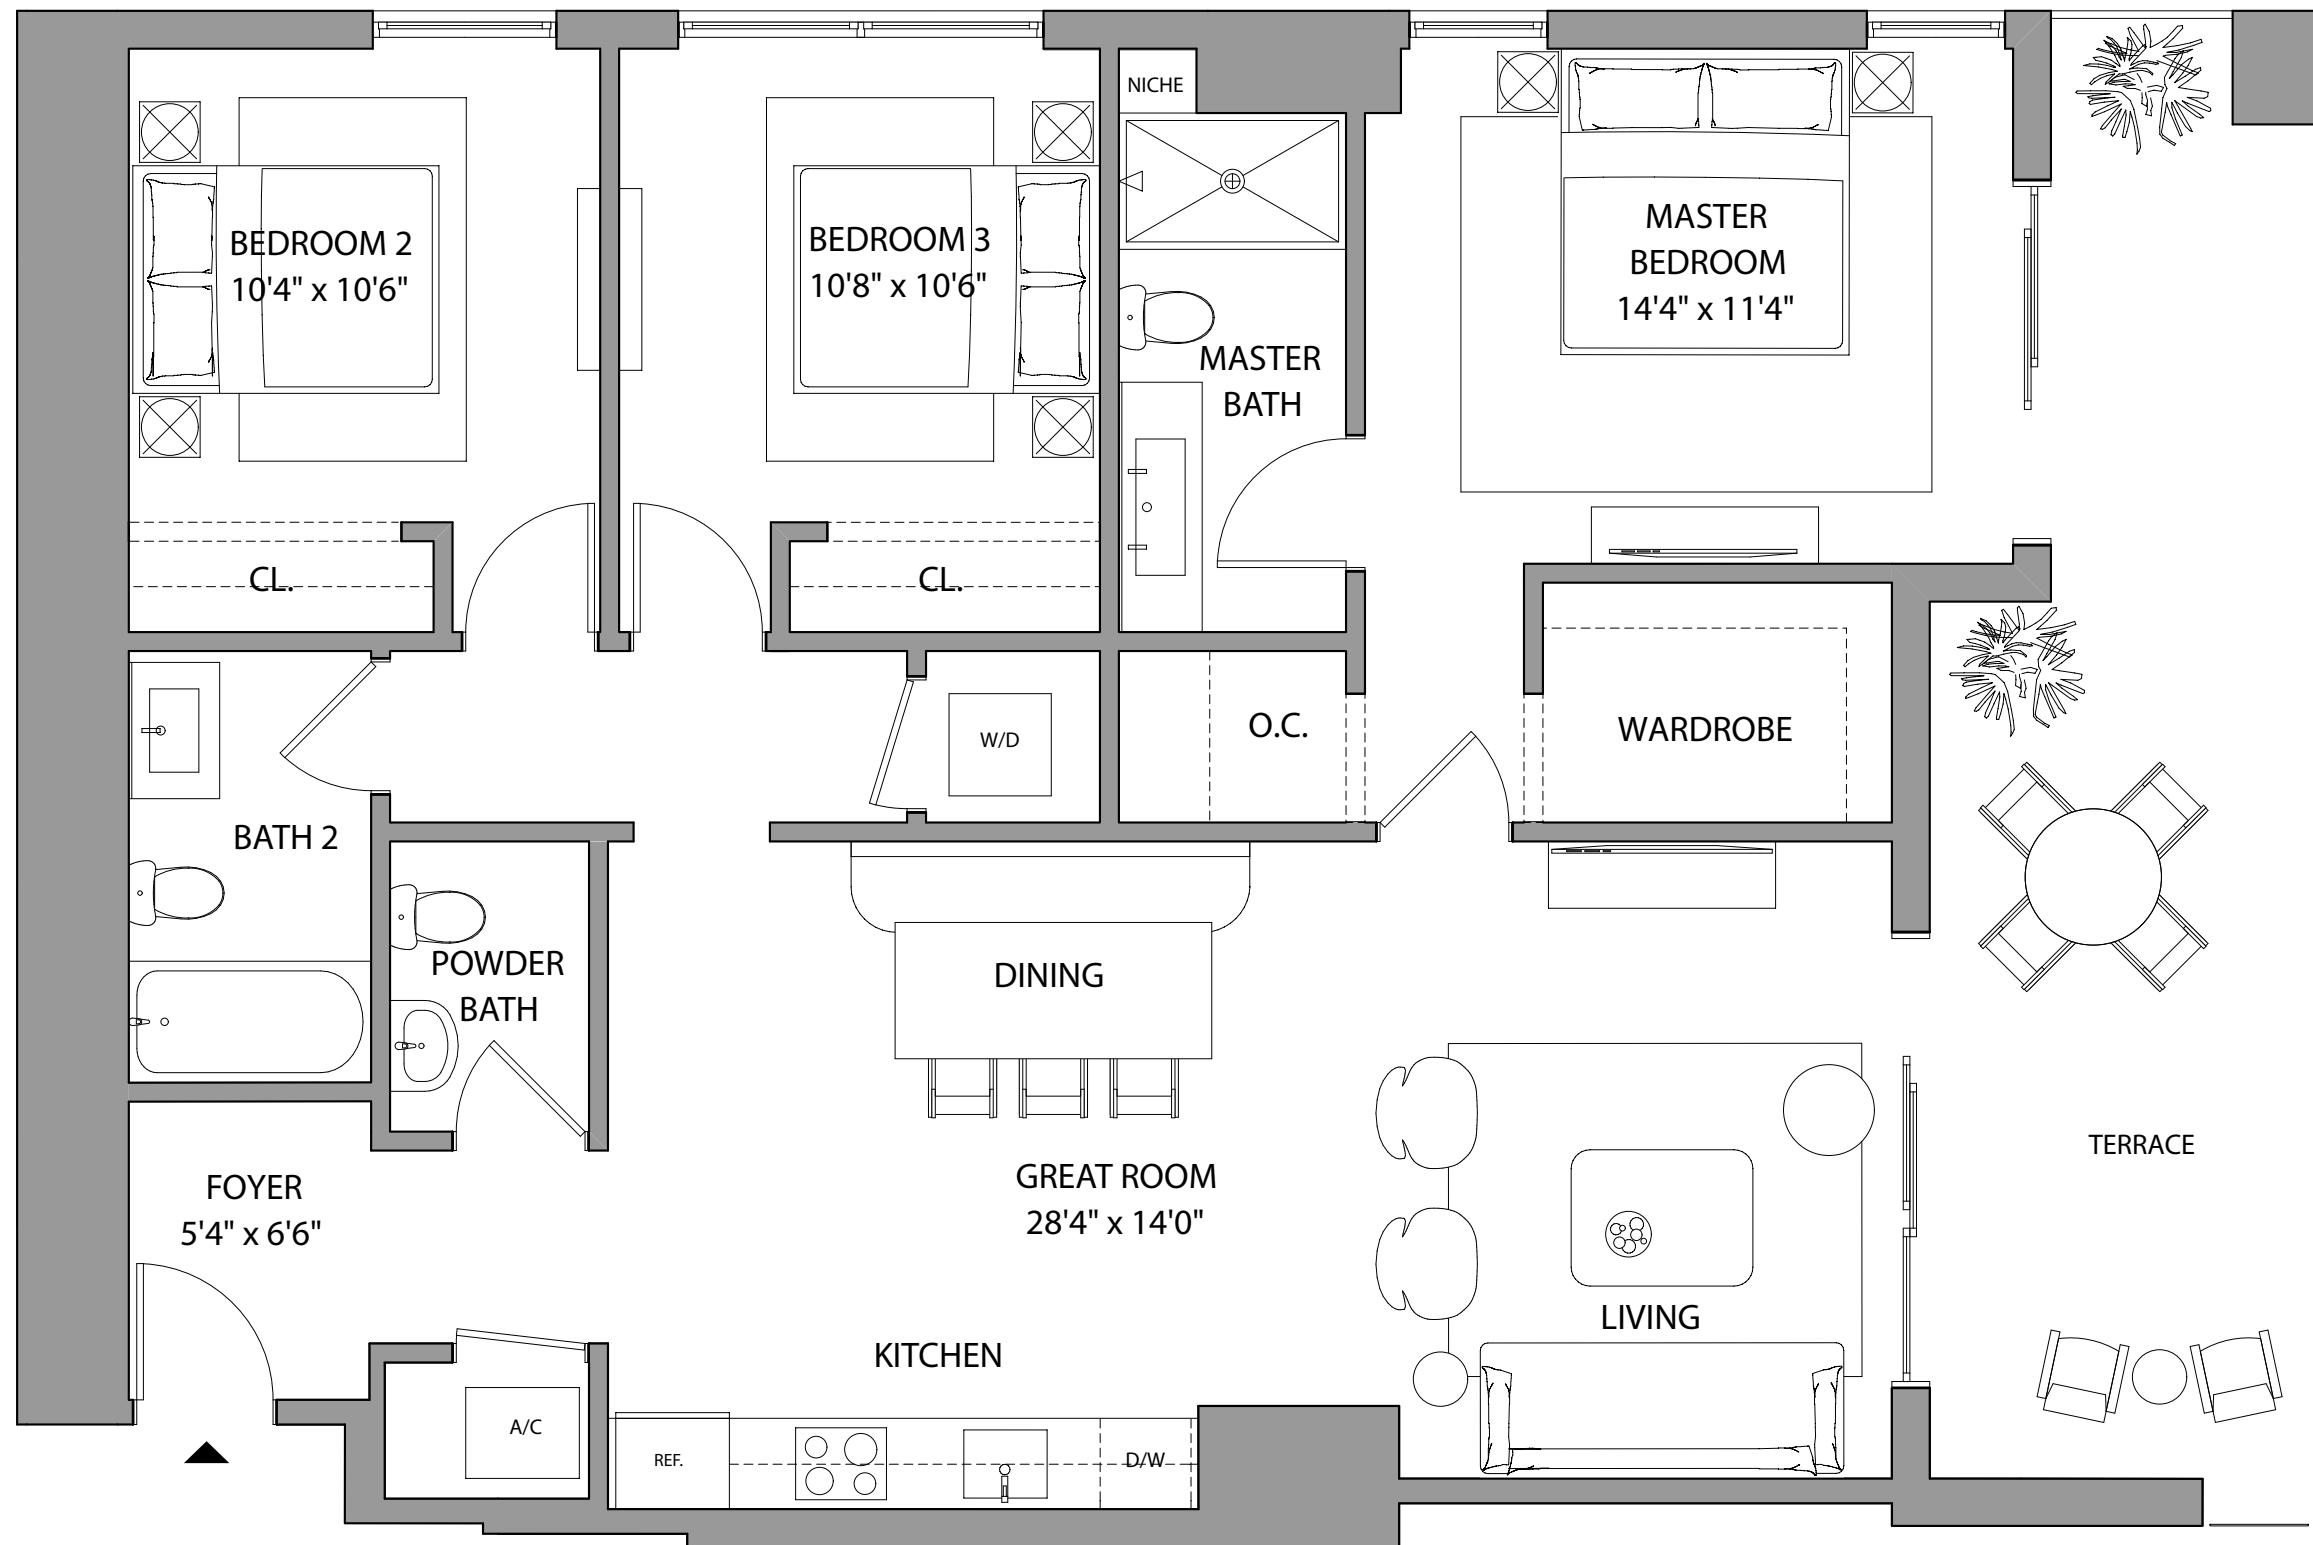 NICHE
BEDROOM 2
10'4" x 10'6"
BEDROOM 3
10'8" x 10'6"
MASTER
BATH
MASTER
BEDROOM
14'4" x 11'4"
CL.
CL.
BATH 2
W/D
O.C.
WARDROBE
POWDER
BATH
DINING
FOYER
5'4" x 6'6"
GREAT ROOM
28'4" x 14'0"
TERRACE
LIVING
KITCHEN
A/C
REF.
D/W